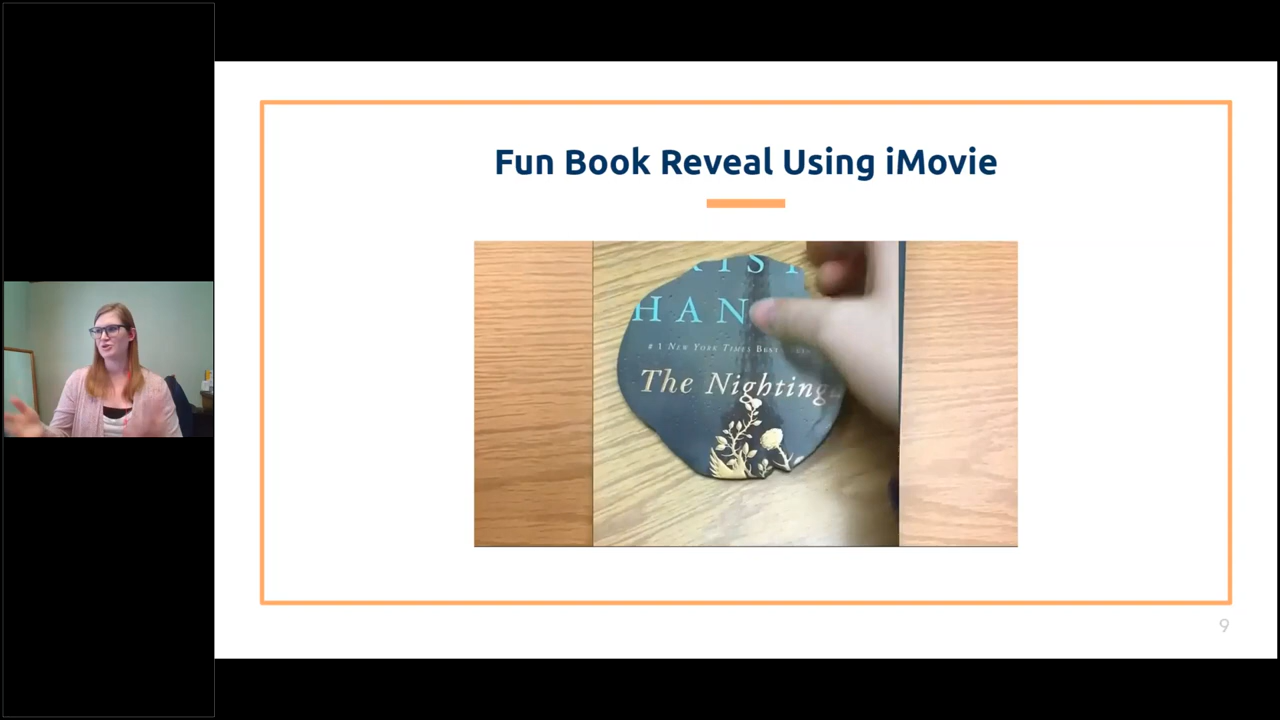 Fun Book Reveal Using iMovie
HAN
# 1 NEW YORK TIMES BEST
The Nighting
9